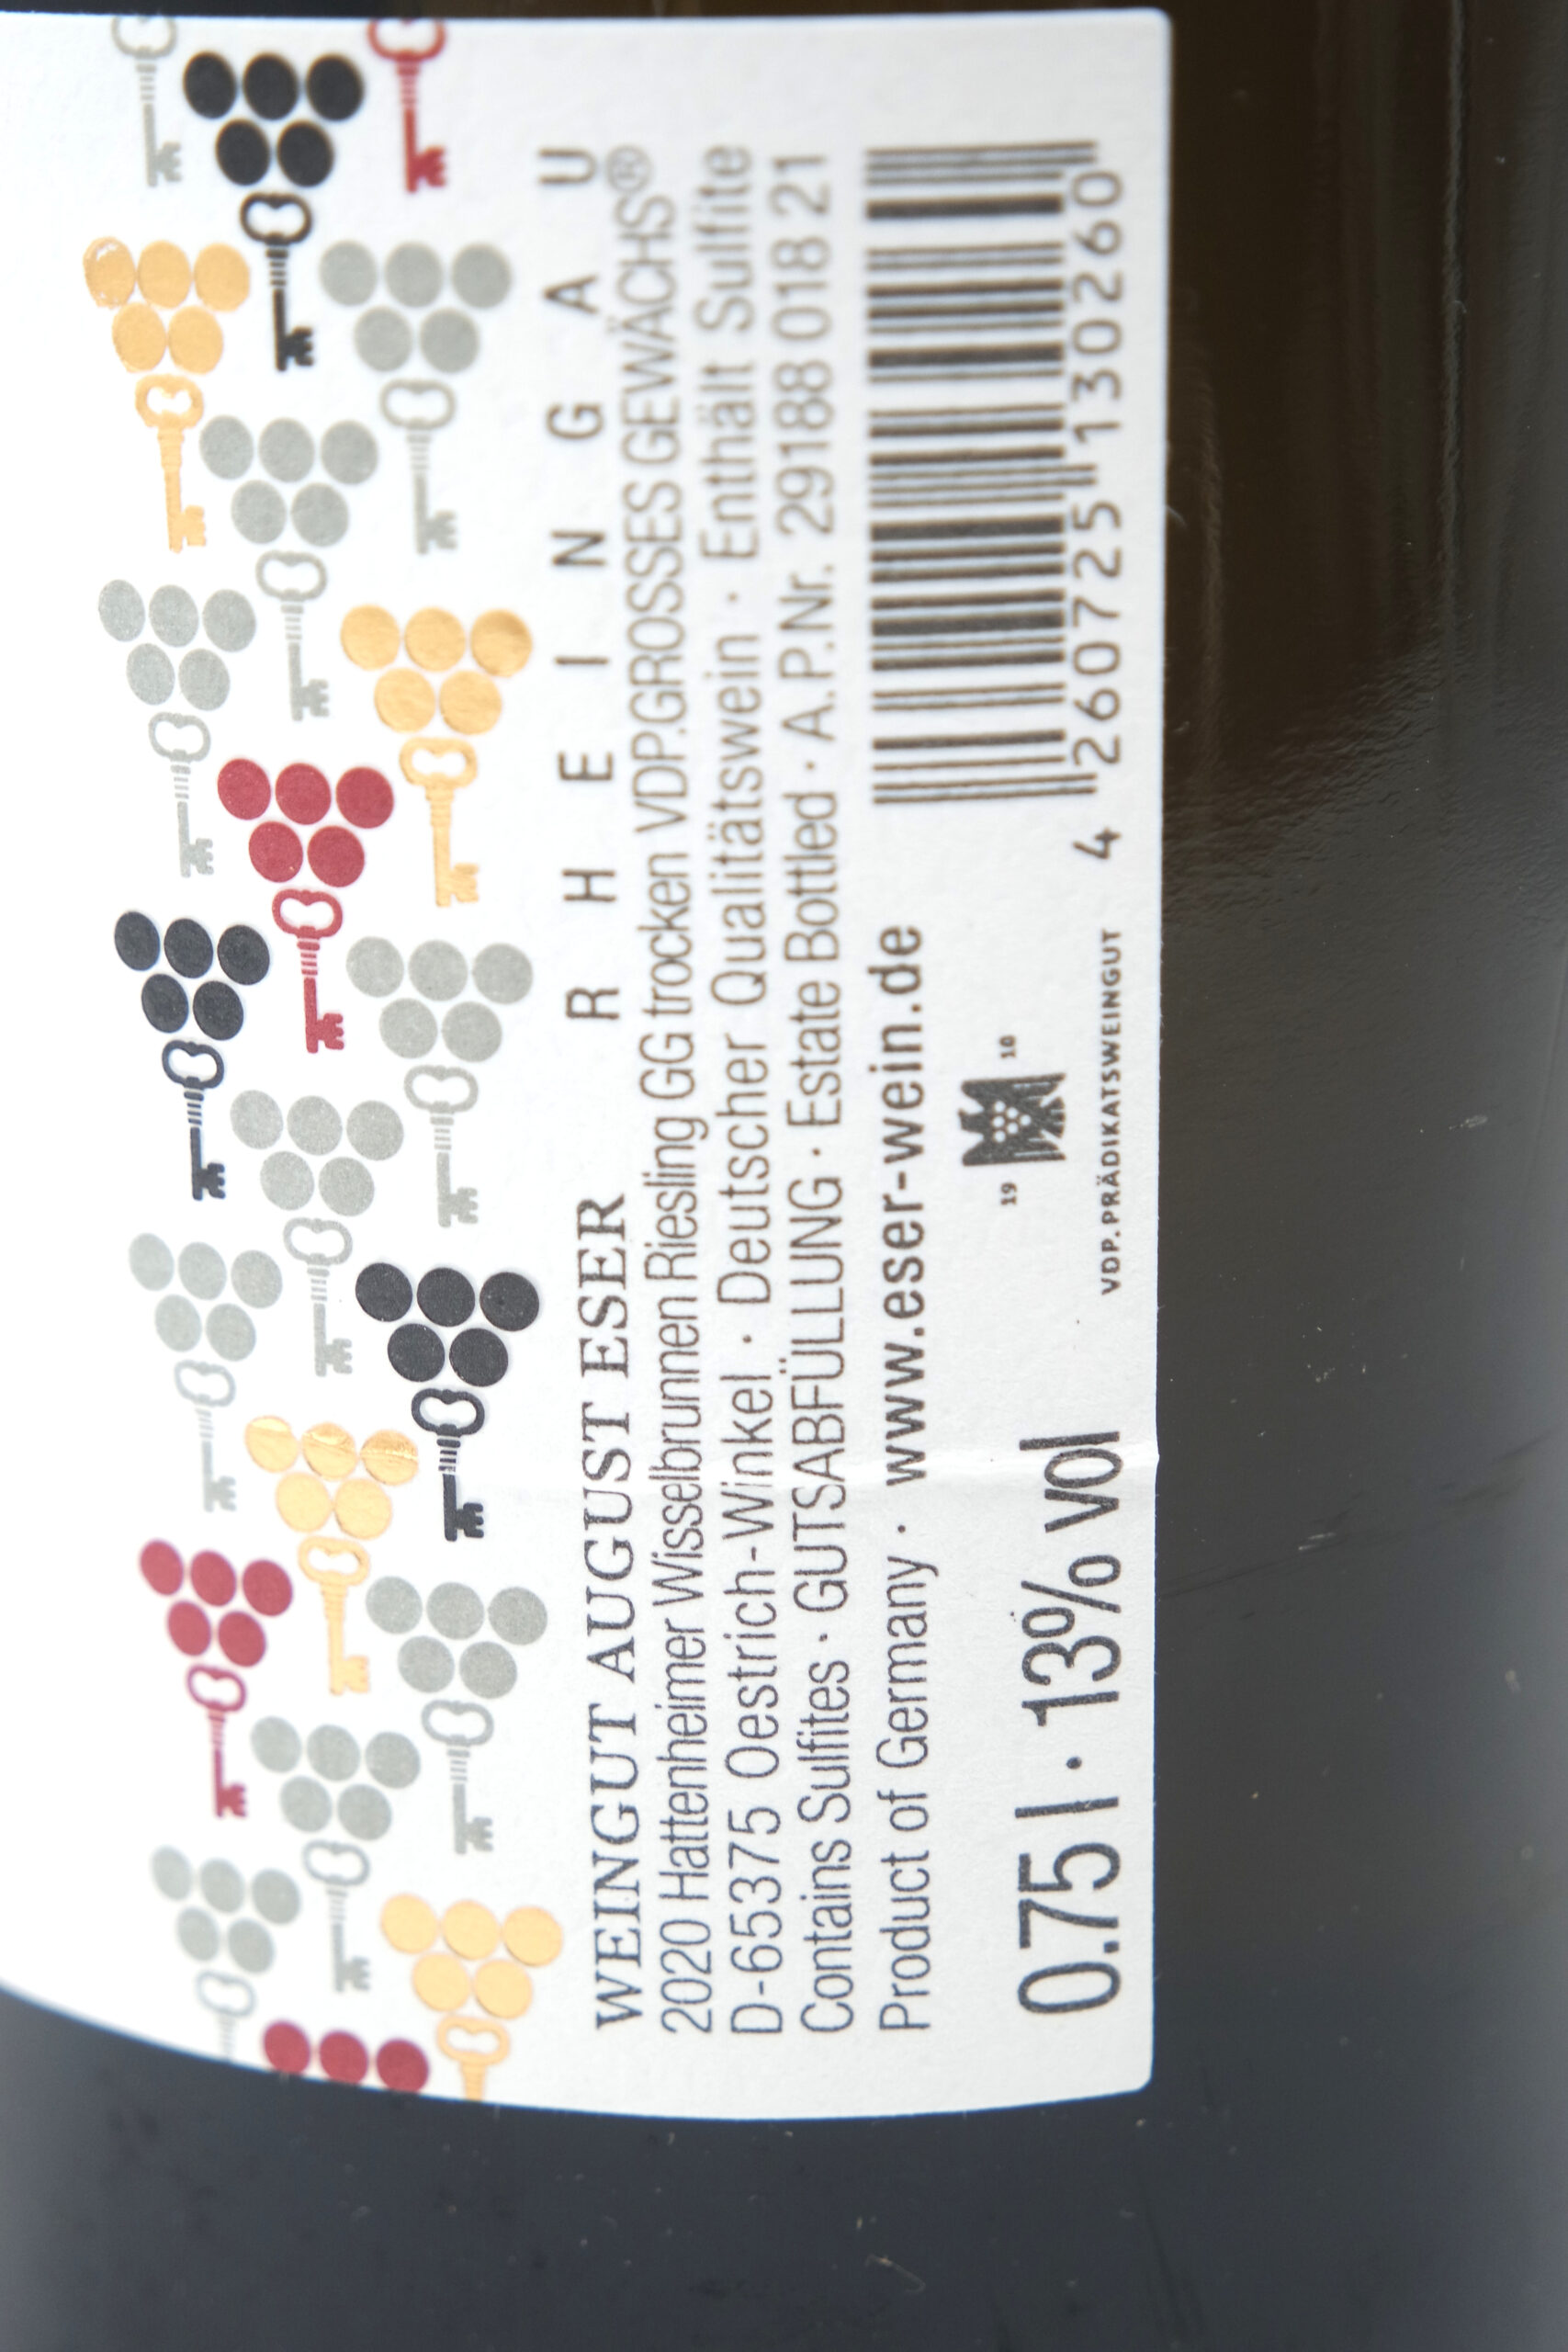 RHEINGAU
WEINGUT AUGUST ESER
2020 Hattenheimer Wisselbrunnen Riesling GG trocken VDP.GROSSES GEWÄCHS®
D-65375 Oestrich-Winkel · Deutscher Qualitätswein · Enthält Sulfite
Contains Sulfites · GUTSABFÜLLUNG · Estate Bottled · A.P.Nr. 29188 018 21
Product of Germany · www.eser-wein.de
0.75 l · 13% vol
19 10
VDP.PRÄDIKATSWEINGUT
4 260725 130260